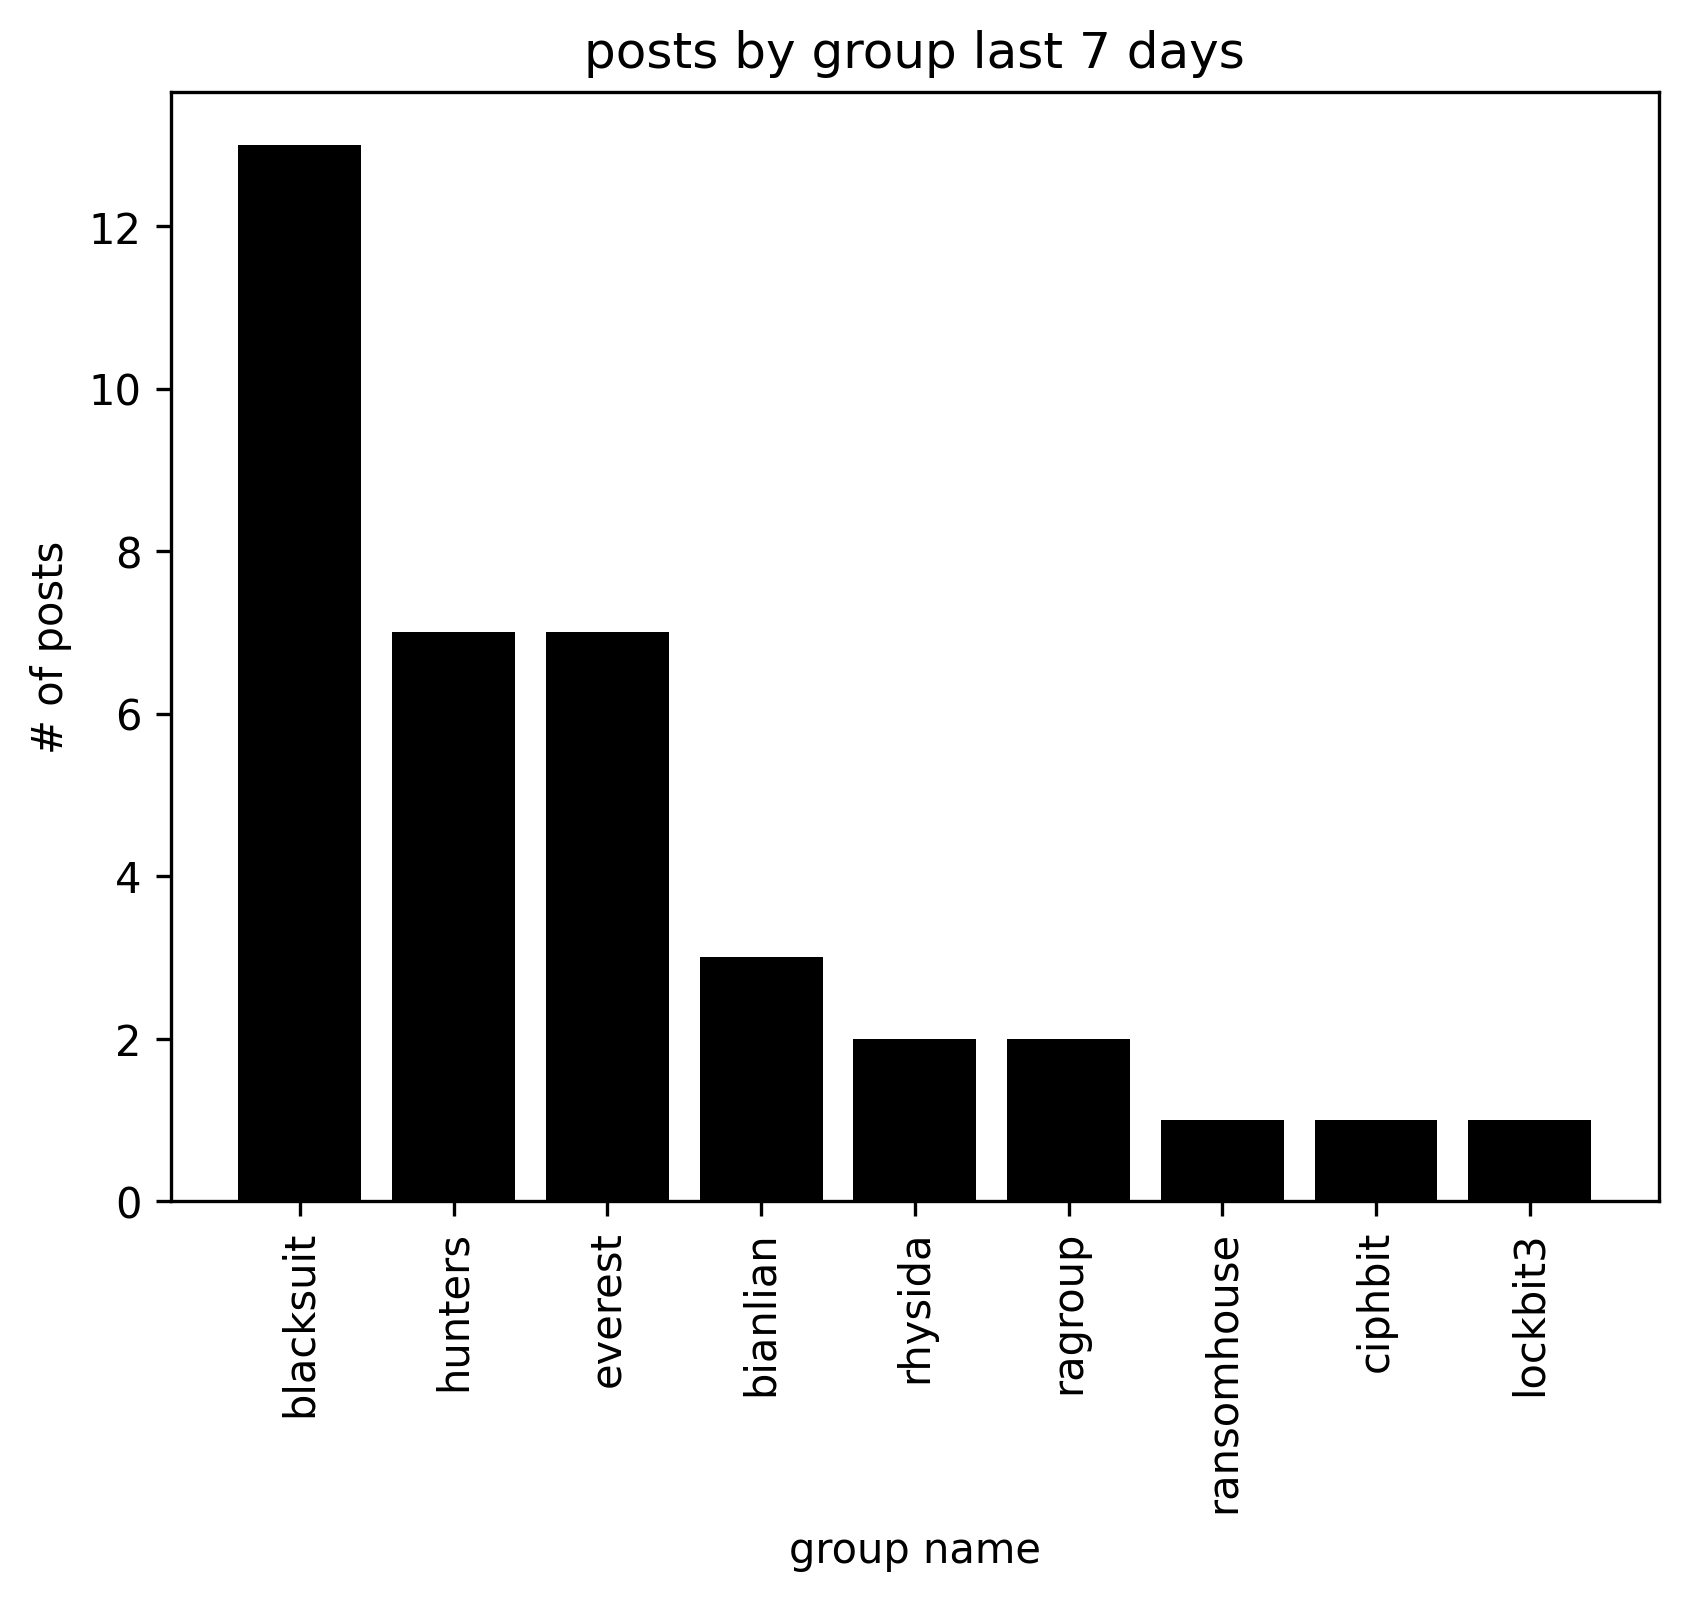 posts by group last 7 days
# of posts
12
10
8
6
4
2
0
blacksuit
hunters
everest
bianlian
rhysida
ragroup
ransomhouse
ciphbit
lockbit3
group name